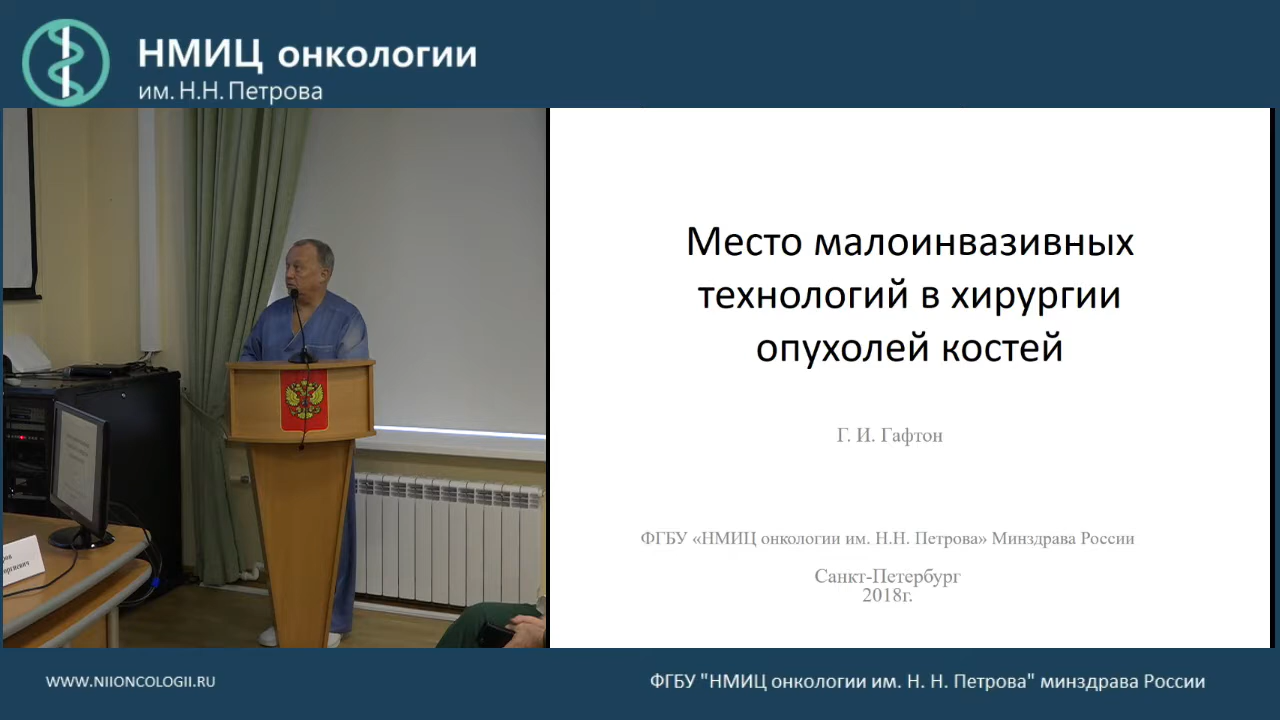 НМИЦ онкологии
им. Н.Н. Петрова
Место малоинвазивных
технологий в хирургии
опухолей костей
Г. И. Гафтон
ФГБУ «НМИЦ онкологии им. Н.Н. Петрова» Минздрава России
Санкт-Петербург
2018г.
WWW.NIIONCOLOGII.RU
ФГБУ "НМИЦ онкологии им. Н. Н. Петрова" минздрава России